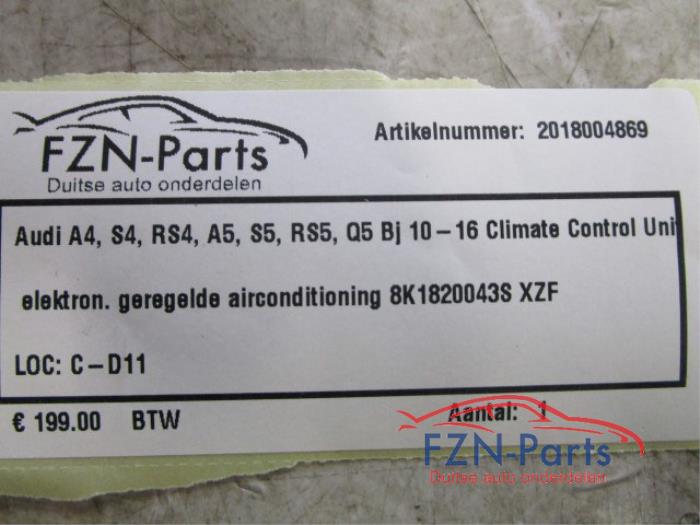 FZN-Parts
Duitse auto onderdelen
Artikelnummer: 2018004869
Audi A4, S4, RS4, A5, S5, RS5, Q5 Bj 10-16 Climate Control Uni
elektron. geregelde airconditioning 8K1820043S XZF
LOC: C-D11
€ 199.00 BTW
Aantal: 1
FZN-Parts
Duitse auto onderdelen